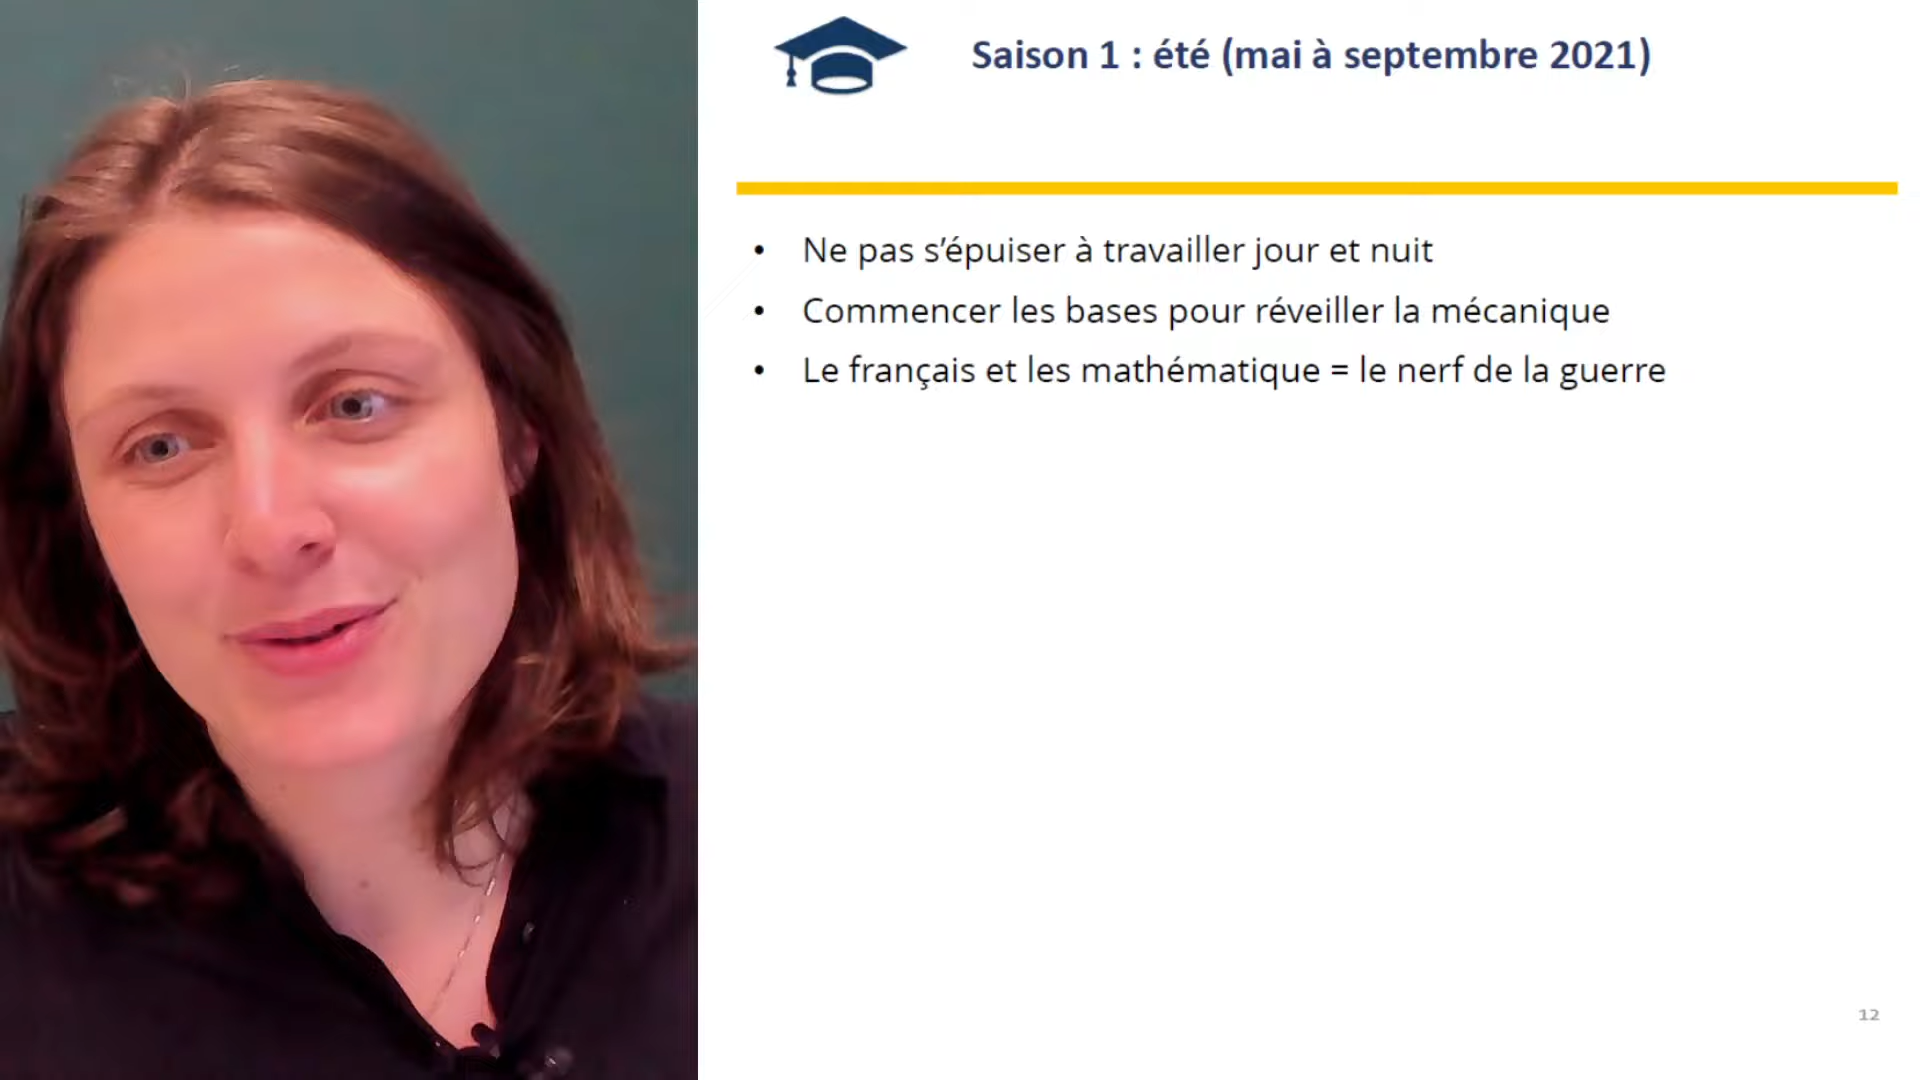 Saison 1 : été (mai à septembre 2021)
• Ne pas s’épuiser à travailler jour et nuit
• Commencer les bases pour réveiller la mécanique
• Le français et les mathématique = le nerf de la guerre
12